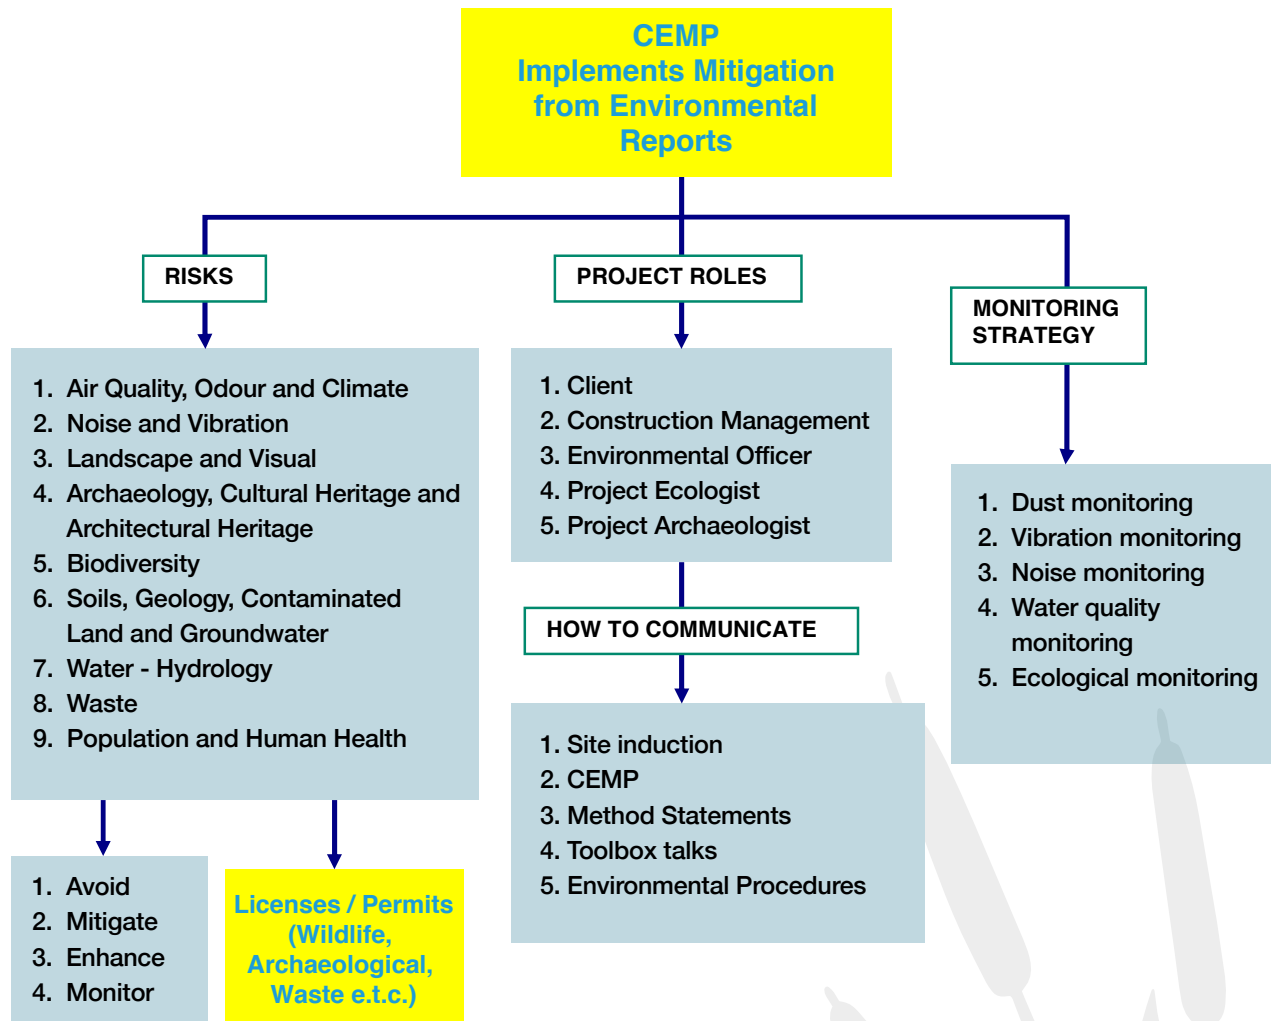 CEMP
Implements Mitigation
from Environmental
Reports
RISKS
1. Air Quality, Odour and Climate
2. Noise and Vibration
3. Landscape and Visual
4. Archaeology, Cultural Heritage and
Architectural Heritage
5. Biodiversity
6. Soils, Geology, Contaminated
Land and Groundwater
7. Water - Hydrology
8. Waste
9. Population and Human Health
1. Avoid
2. Mitigate
3. Enhance
4. Monitor
Licenses / Permits
(Wildlife,
Archaeological,
Waste e.t.c.)
PROJECT ROLES
1. Client
2. Construction Management
3. Environmental Officer
4. Project Ecologist
5. Project Archaeologist
HOW TO COMMUNICATE
1. Site induction
2. CEMP
3. Method Statements
4. Toolbox talks
5. Environmental Procedures
MONITORING
STRATEGY
1. Dust monitoring
2. Vibration monitoring
3. Noise monitoring
4. Water quality
monitoring
5. Ecological monitoring